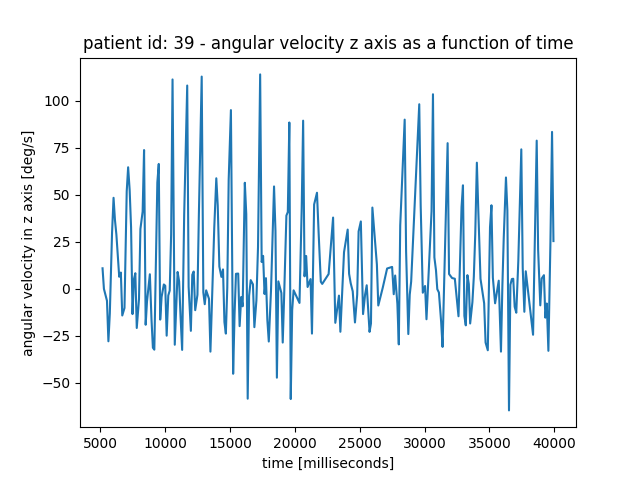 patient id: 39 - angular velocity z axis as a function of time
angular velocity in z axis [deg/s]
100
75
50
25
0
−25
−50
5000 10000 15000 20000 25000 30000 35000 40000
time [milliseconds]